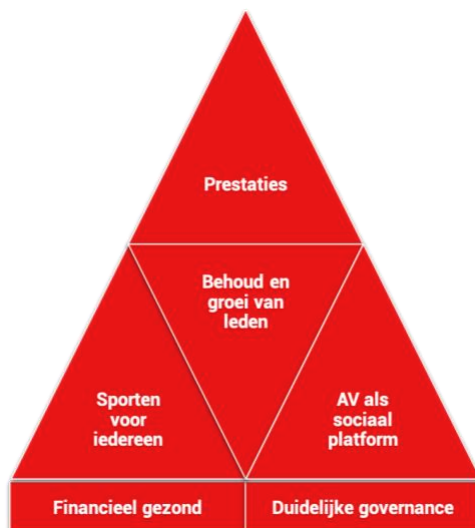 Prestaties
Behoud en
groei van
leden
Sporten
voor
iedereen
AV als
sociaal
platform
Financieel gezond
Duidelijke governance